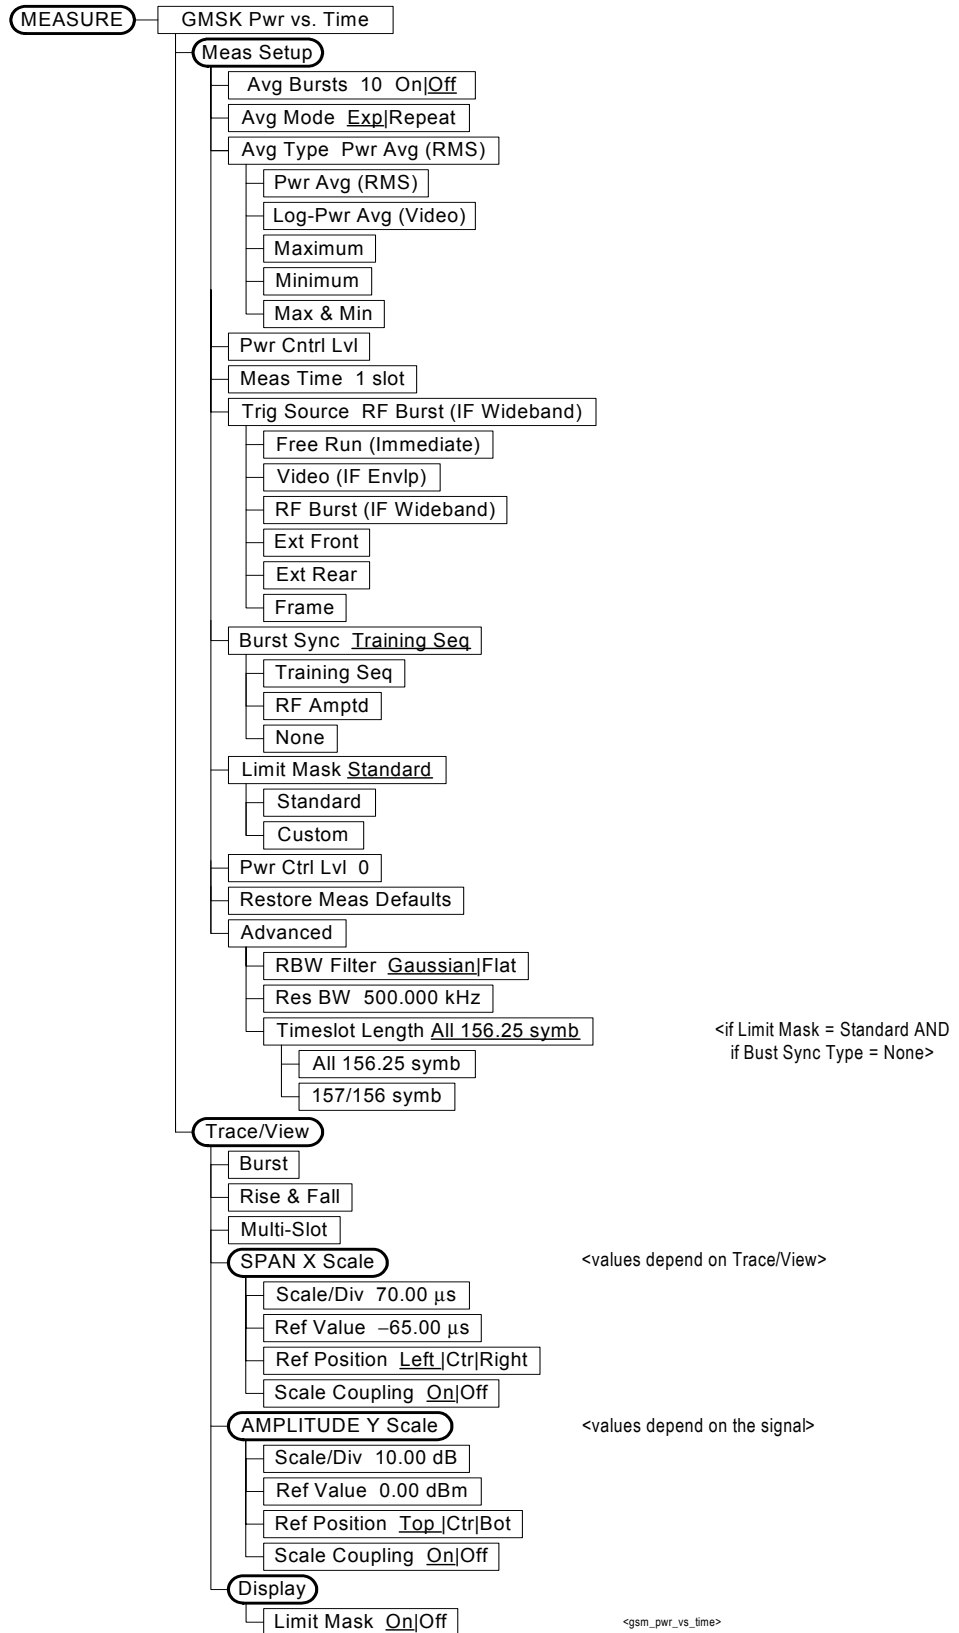 MEASURE GMSK Pwr vs. Time
Meas Setup
Avg Bursts 10 On|Off
Avg Mode Exp|Repeat
Avg Type Pwr Avg (RMS)
Pwr Avg (RMS)
Log-Pwr Avg (Video)
Maximum
Minimum
Max & Min
Pwr Cntrl Lvl
Meas Time 1 slot
Trig Source RF Burst (IF Wideband)
Free Run (Immediate)
Video (IF Envlp)
RF Burst (IF Wideband)
Ext Front
Ext Rear
Frame
Burst Sync Training Seq
Training Seq
RF Amptd
None
Limit Mask Standard
Standard
Custom
Pwr Ctrl Lvl 0
Restore Meas Defaults
Advanced
RBW Filter Gaussian|Flat
Res BW 500.000 kHz
Timeslot Length All 156.25 symb
<if Limit Mask = Standard AND
if Bust Sync Type = None>
All 156.25 symb
157/156 symb
Trace/View
Burst
Rise & Fall
Multi-Slot
SPAN X Scale <values depend on Trace/View>
Scale/Div 70.00 μs
Ref Value −65.00 μs
Ref Position Left |Ctr|Right
Scale Coupling On|Off
AMPLITUDE Y Scale <values depend on the signal>
Scale/Div 10.00 dB
Ref Value 0.00 dBm
Ref Position Top |Ctr|Bot
Scale Coupling On|Off
Display
Limit Mask On|Off <gsm_pwr_vs_time>